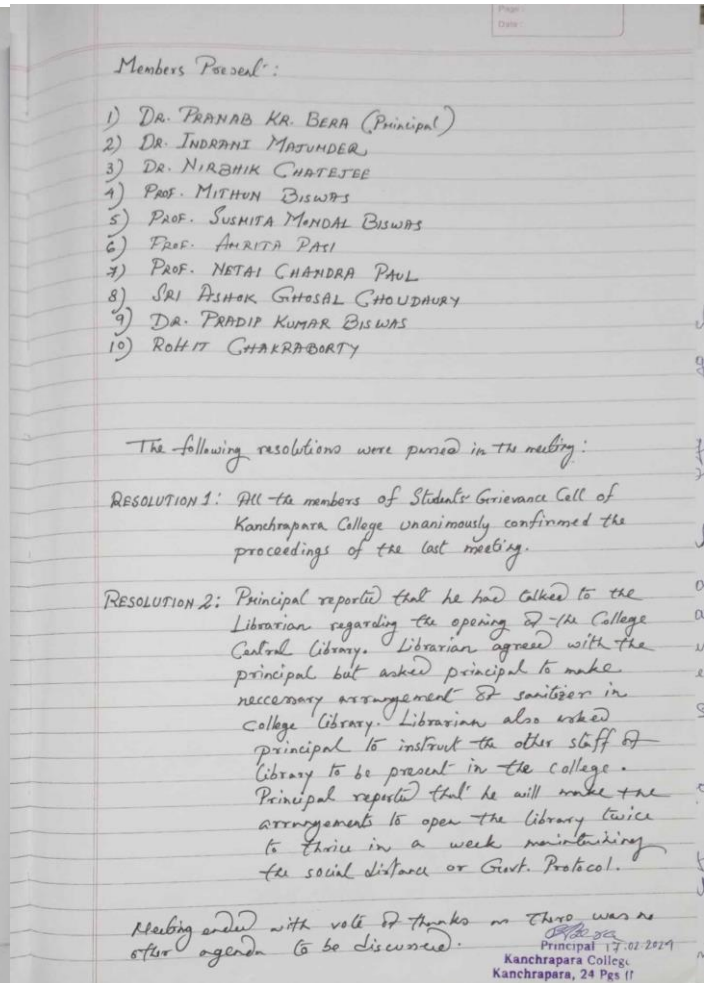 Page:
Date:
Members Present:
1) DR. PRANAB KR. BERA (Principal)
2) DR. INDRANI MAJUMDER
3) DR. NIRBHIK CHATEJEE
4) PROF. MITHUN BISWAS
5) PROF. SUSMITA MONDAL BISWAS
6) PROF. AMRITA PASI
7) PROF. NETAI CHANDRA PAUL
8) SRI ASHOK GHOSAL CHOUDHURY
9) DR. PRADIP KUMAR BISWAS
10) ROHIT CHAKRABORTY
The following resolutions were passed in the meeting:
RESOLUTION 1: All the members of Students Grievance Cell of
Kanchrapara College unanimously confirmed the
proceedings of the last meeting.
RESOLUTION 2: Principal reported that he had talked to the
Librarian regarding the opening of the College
Central Library. Librarian agreed with the
principal but asked principal to make
neccessary arrangement of sanitizer in
college library. Librarian also asked
principal to instruct the other staff of
library to be present in the college.
Principal reported that he will make the
arrangements to open the library twice
to thrice in a week maintaining
the social distance or Govt. Protocol.
Meeting ended with vote of thanks as there was no
other agenda to be discussed.
Principal 17.02.2021
Kanchrapara College
Kanchrapara, 24 Pgs